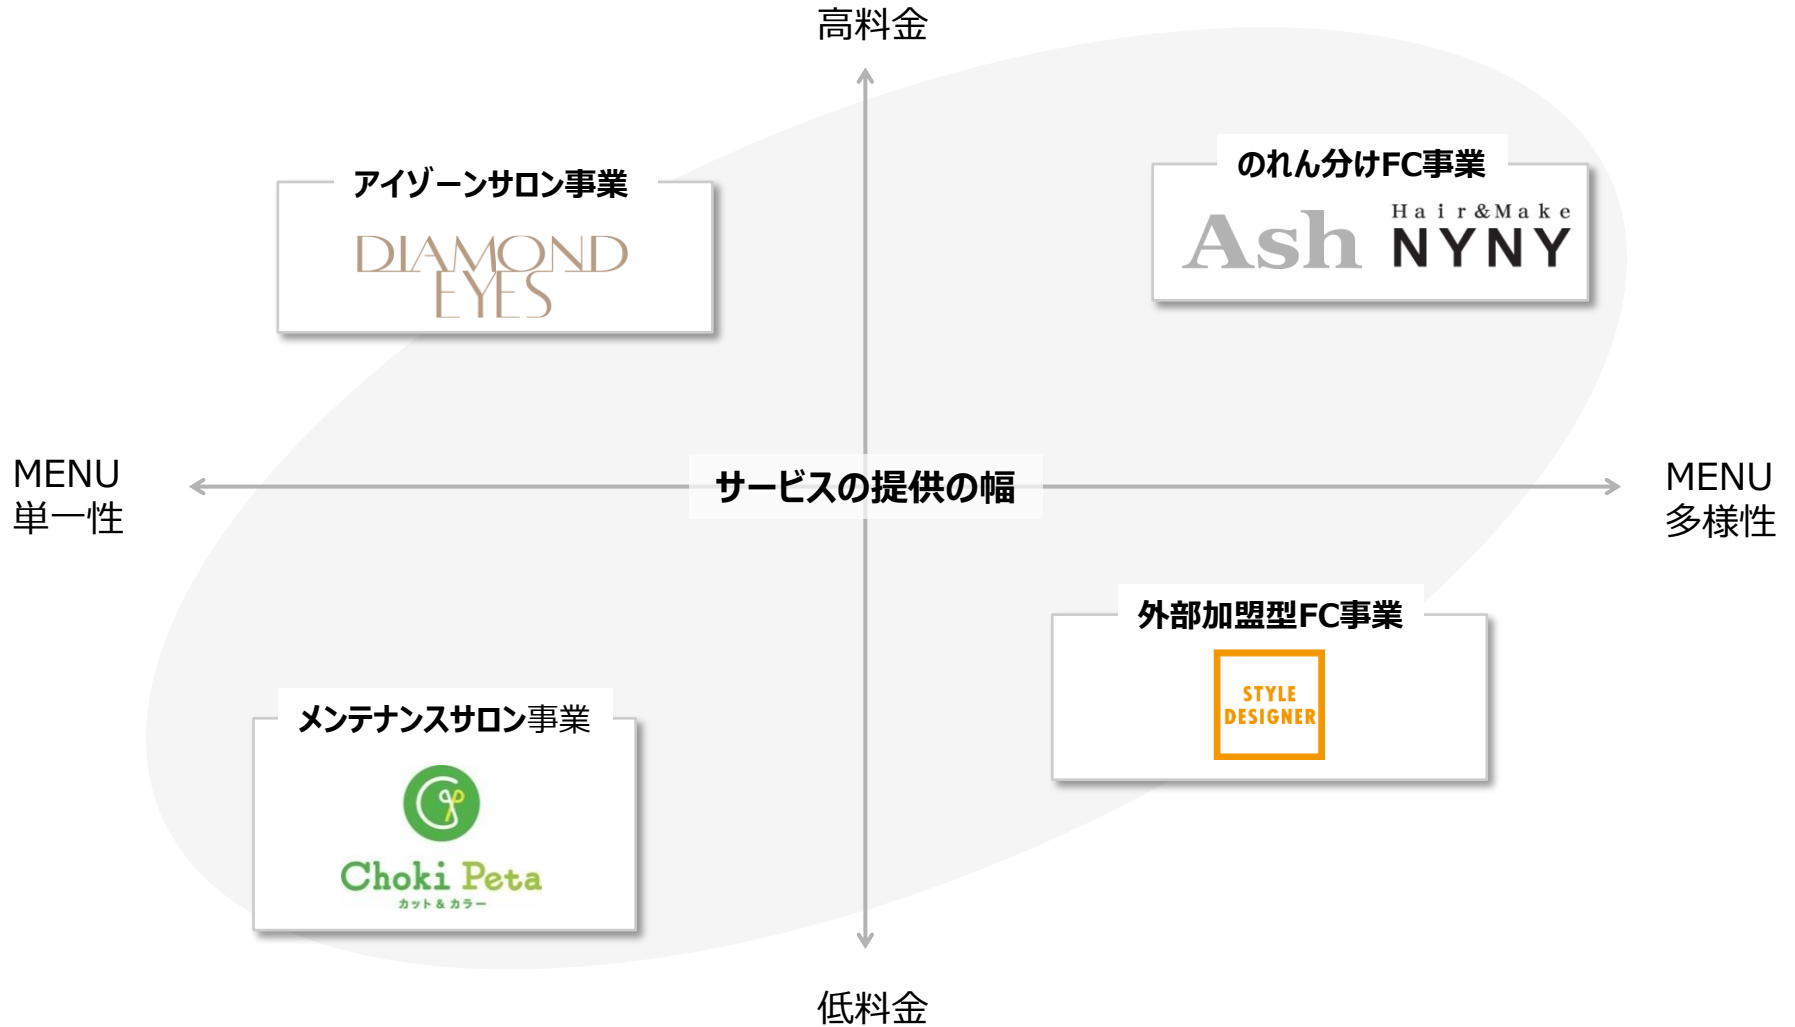 高料金
アイゾーンサロン事業
DIAMOND
EYES
のれん分けFC事業
Ash
Hair&Make
NYNY
MENU
単一性
サービスの提供の幅
MENU
多様性
メンテナンスサロン事業
Choki Peta
カット&カラー
外部加盟型FC事業
STYLE
DESIGNER
低料金